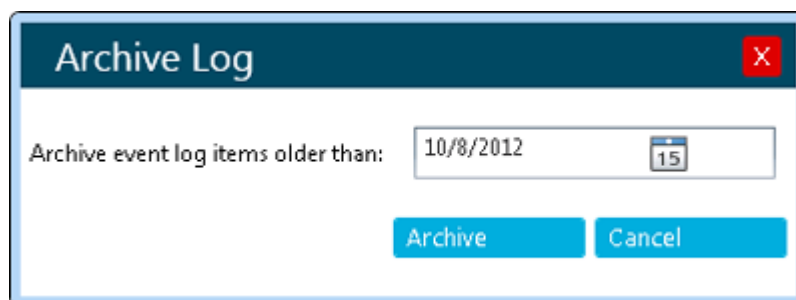 Archive Log
X
Archive event log items older than:
10/8/2012
15
Archive
Cancel